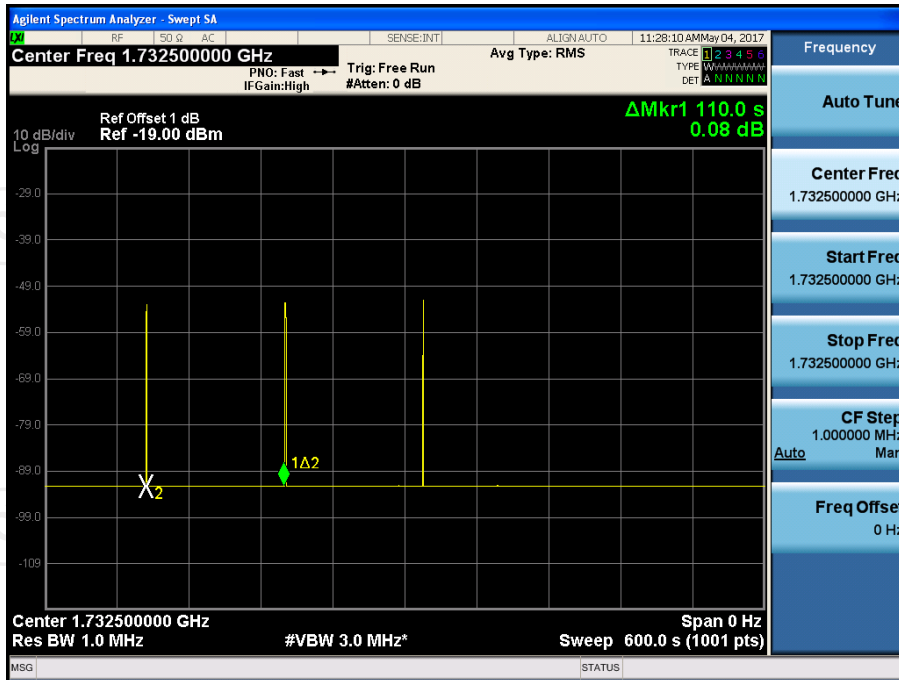 Agilent Spectrum Analyzer - Swept SA
LXI RF 50 Ω AC SENSE:INT ALIGN AUTO 11:28:10 AM May 04, 2017
Center Freq 1.732500000 GHz
PNO: Fast
IFGain:High
Trig: Free Run
#Atten: 0 dB
Avg Type: RMS
TRACE 1 2 3 4 5 6
TYPE WWWWWW
DET A N N N N N
ΔMkr1 110.0 s
0.08 dB
Ref Offset 1 dB
10 dB/div Ref -19.00 dBm
Log
-29.0
-39.0
-49.0
-59.0
-69.0
-79.0
-89.0
-99.0
-109
1Δ2
X2
Center 1.732500000 GHz Span 0 Hz
Res BW 1.0 MHz #VBW 3.0 MHz* Sweep 600.0 s (1001 pts)
MSG STATUS
Frequency
Auto Tune
Center Freq
1.732500000 GHz
Start Freq
1.732500000 GHz
Stop Freq
1.732500000 GHz
CF Step
1.000000 MHz
Auto Man
Freq Offset
0 Hz